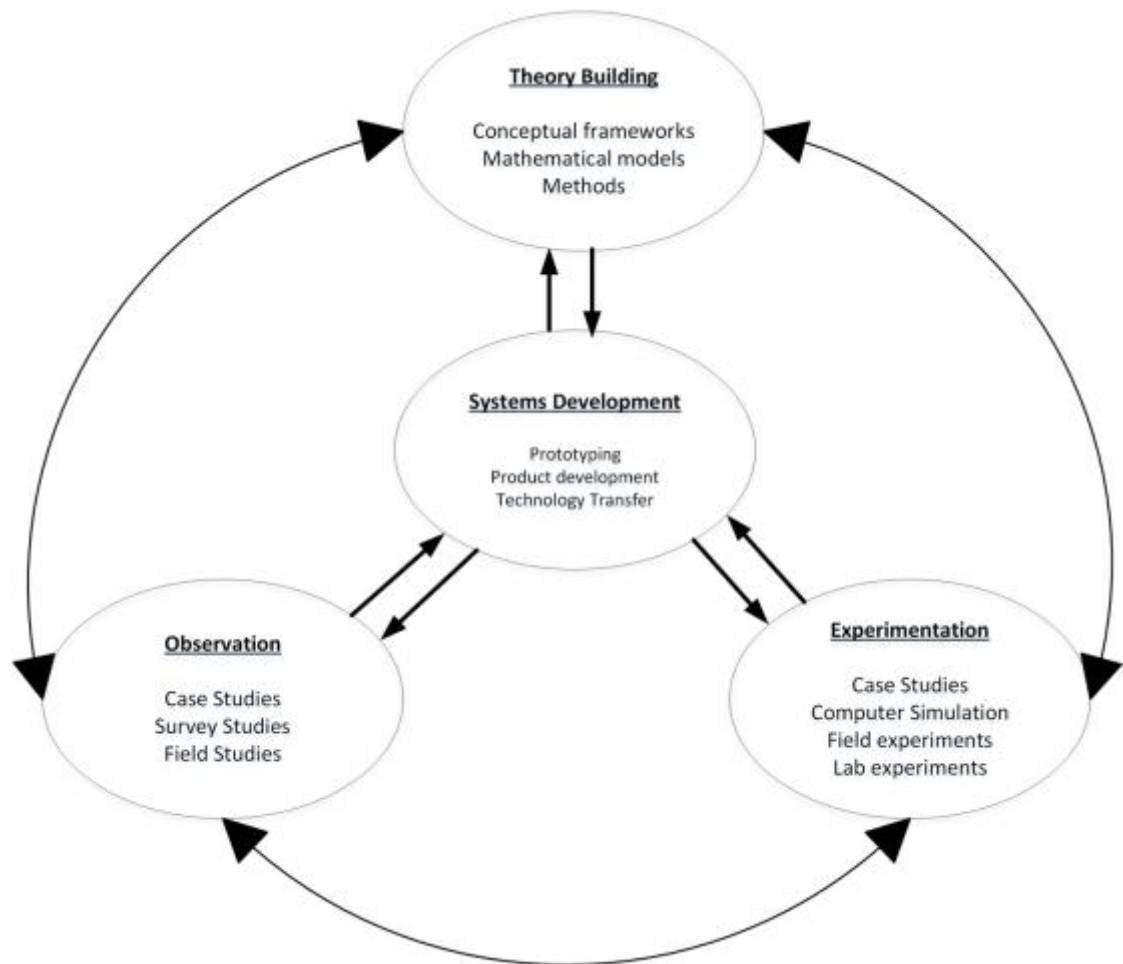 Theory Building
Conceptual frameworks
Mathematical models
Methods
Systems Development
Prototyping
Product development
Technology Transfer
Observation
Case Studies
Survey Studies
Field Studies
Experimentation
Case Studies
Computer Simulation
Field experiments
Lab experiments